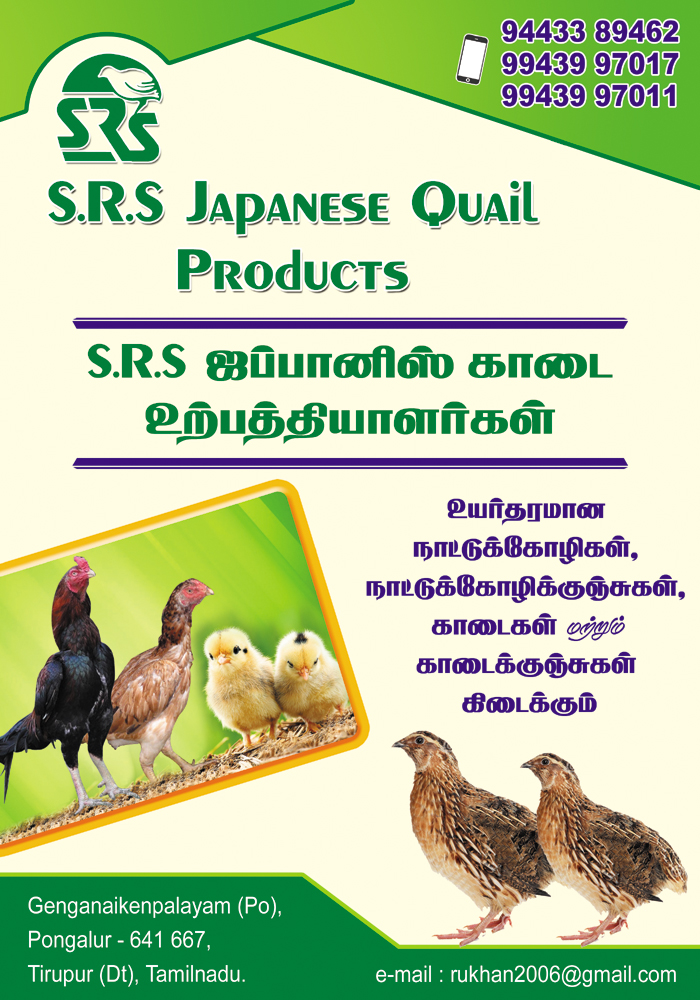 94433 89462
99439 97017
99439 97011
SRS
S.R.S Japanese Quail
Products
S.R.S ஜப்பானிஸ் காடை
உற்பத்தியாளர்கள்
உயர்தரமான
நாட்டுக்கோழிகள்,
நாட்டுக்கோழிக்குஞ்சுகள்,
காடைகள் மற்றும்
காடைக்குஞ்சுகள்
கிடைக்கும்
Genganaikenpalayam (Po),
Pongalur - 641 667,
Tirupur (Dt), Tamilnadu.
e-mail : rukhan2006@gmail.com